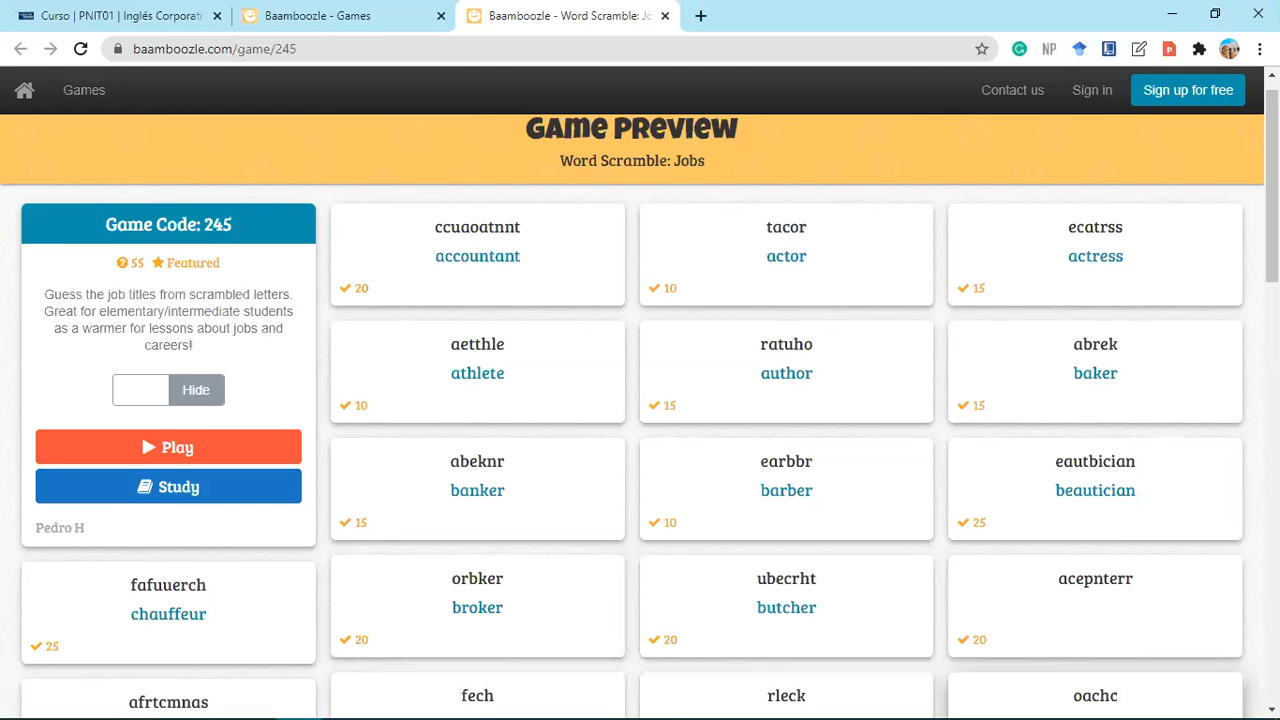 Curso | PNIT01 | Inglés Corporati
Baamboozle - Games
Baamboozle - Word Scramble: Jo
baamboozle.com/game/245
NP
Games
Contact us
Sign in
Sign up for free
Game Preview
Word Scramble: Jobs
Game Code: 245
55 Featured
Guess the job titles from scrambled letters.
Great for elementary/intermediate students
as a warmer for lessons about jobs and
careers!
Hide
Play
Study
Pedro H
fafuuerch
chauffeur
25
afrtcmnas
ccuaoatnnt
accountant
20
tacor
actor
10
ecatrss
actress
15
aetthle
athlete
10
ratuho
author
15
abrek
baker
15
abeknr
banker
15
earbbr
barber
10
eautbician
beautician
25
orbker
broker
20
ubecrht
butcher
20
acepnterr
20
fech
rleck
oachc